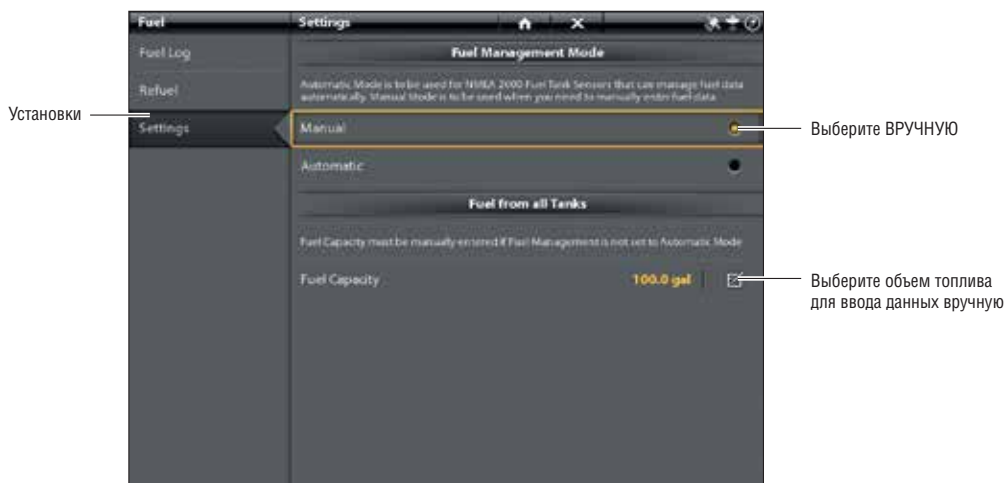 Fuel
Settings
Fuel Log
Refuel
Settings
Установки
Fuel Management Mode
Automatic Mode is to be used for NMEA 2000 Fuel Tank Sensors that can manage fuel data
automatically. Manual Mode is to be used when you need to manually enter fuel data.
Manual
Выберите ВРУЧНУЮ
Automatic
Fuel from all Tanks
Fuel Capacity must be manually entered if Fuel Management is not set to Automatic Mode
Fuel Capacity
100.0 gal
Выберите объем топлива
для ввода данных вручную